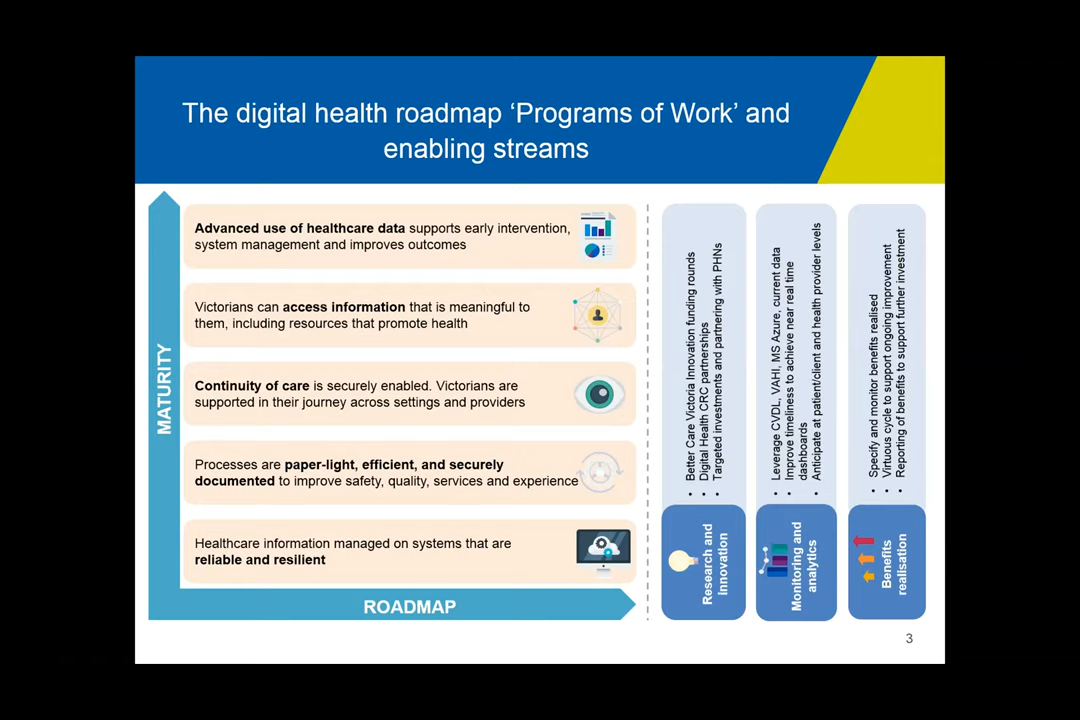 The digital health roadmap ‘Programs of Work’ and
enabling streams
MATURITY
Advanced use of healthcare data supports early intervention,
system management and improves outcomes
Victorians can access information that is meaningful to
them, including resources that promote health
Continuity of care is securely enabled. Victorians are
supported in their journey across settings and providers
Processes are paper-light, efficient, and securely
documented to improve safety, quality, services and experience
Healthcare information managed on systems that are
reliable and resilient
ROADMAP
• Better Care Victoria Innovation funding rounds
• Digital Health CRC partnerships
• Targeted investments and partnering with PHNs
Research and
innovation
• Leverage CVDL, VAHI, MS Azure, current data
• Improve timeliness to achieve near real time
dashboards
• Anticipate at patient/client and health provider levels
Monitoring and
analytics
• Specify and monitor benefits realised
• Virtuous cycle to support ongoing improvement
• Reporting of benefits to support further investment
Benefits
realisation
3